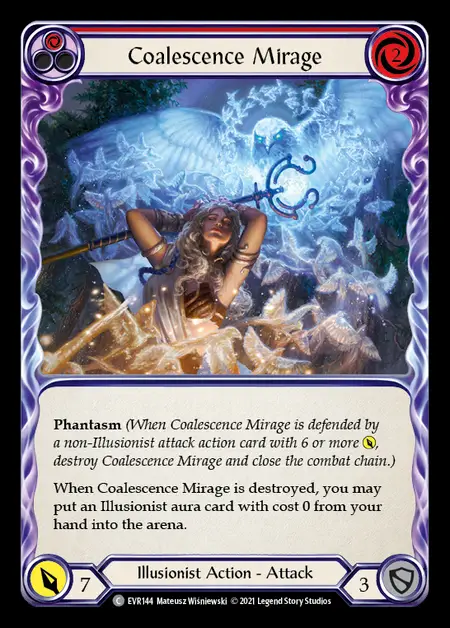 Coalescence Mirage
2
Phantasm (When Coalescence Mirage is defended by
a non-Illusionist attack action card with 6 or more ,
destroy Coalescence Mirage and close the combat chain.)
When Coalescence Mirage is destroyed, you may
put an Illusionist aura card with cost 0 from your
hand into the arena.
7
Illusionist Action - Attack
3
C EVR144 Mateusz Wiśniewski © 2021 Legend Story Studios